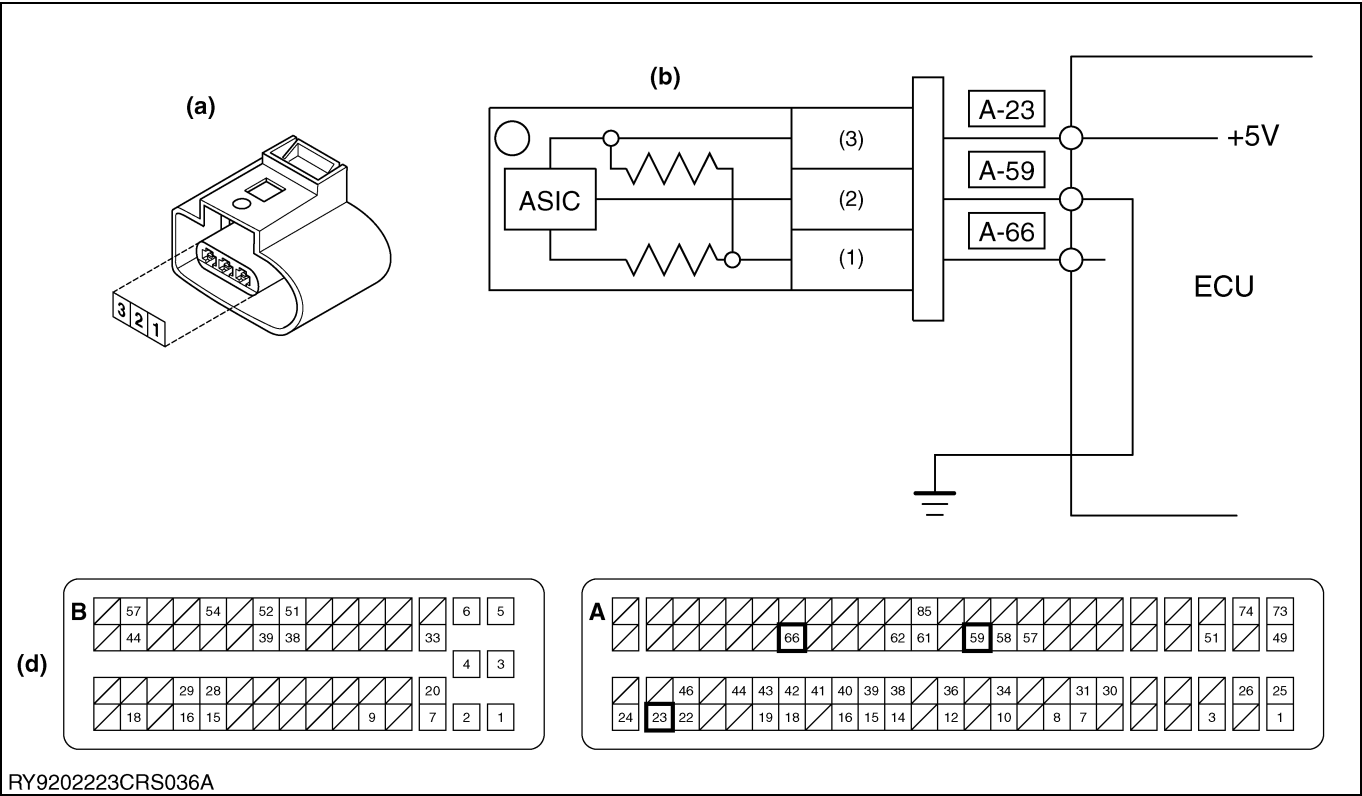 (a)
(b)
3 2 1
ASIC
(3)
(2)
(1)
A-23
A-59
A-66
+5V
ECU
(d)
B
57 54 52 51 6 5
44 39 38 33
4 3
29 28 20
18 16 15 9 7 2 1
A
85 74 73
66 62 61 59 58 57 51 49
46 44 43 42 41 40 39 38 36 34 31 30 26 25
24 23 22 19 18 16 15 14 12 10 8 7 3 1
RY9202223CRS036A